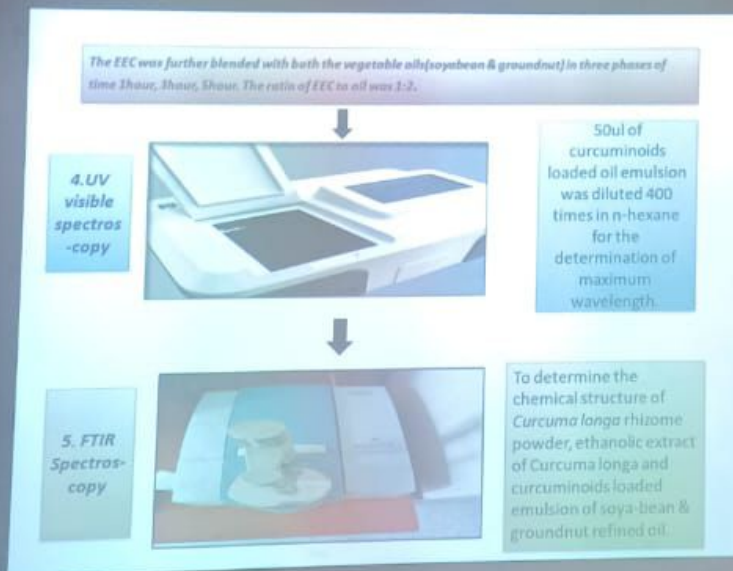 The EEC was further blended with both the vegetable oils(soyabean & groundnut) in three phases of
time 1hour, 3hour, 5hour. The ratio of EEC to oil was 1:2.
4.UV
visible
spectros
-copy
50ul of
curcuminoids
loaded oil emulsion
was diluted 400
times in n-hexane
for the
determination of
maximum
wavelength.
5. FTIR
Spectros-
copy
To determine the
chemical structure of
Curcuma longa rhizome
powder, ethanolic extract
of Curcuma longa and
curcuminoids loaded
emulsion of soya-bean &
groundnut refined oil.